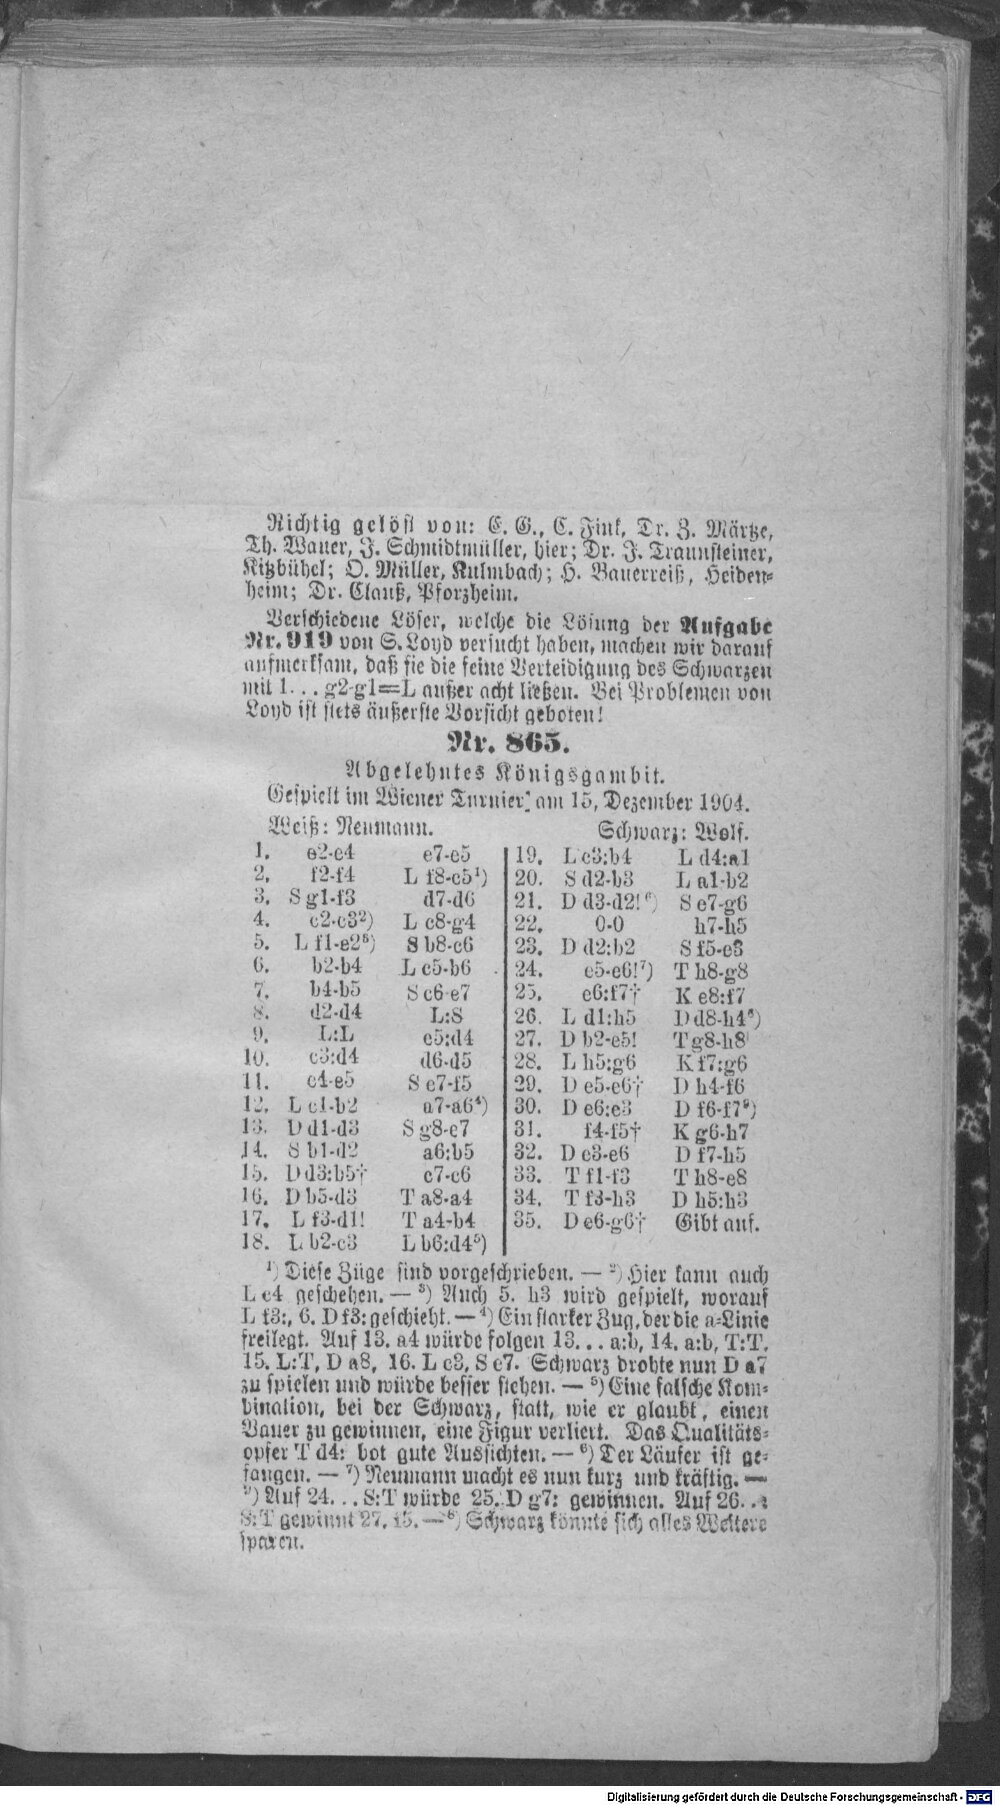 Richtig gelöst von: E. G., C. Fink, Dr. Z. Märtze,
Th. Wauer, J. Schmidtmüller, hier; Dr. J. Traunsteiner,
Kitzbühel; O. Müller, Kulmbach; H. Bauerreiß, Heiden-
heim; Dr. Clauß, Pforzheim.
Verschiedene Löser, welche die Lösung der Aufgabe
Nr. 919 von S. Loyd versucht haben, machen wir darauf
aufmerksam, daß sie die feine Verteidigung des Schwarzen
mit 1... g2-g1=L außer acht ließen. Bei Problemen von
Loyd ist stets äußerste Vorsicht geboten!
Nr. 865.
Abgelehntes Königsgambit.
Gespielt im Wiener Turnier am 15, Dezember 1904.
Weiß: Neumann. Schwarz: Wolf.
1. e2-e4 e7-e5
2. f2-f4 L f8-c5¹)
3. S g1-f3 d7-d6
4. c2-c3²) L c8-g4
5. L f1-e2³) S b8-c6
6. b2-b4 L c5-b6
7. b4-b5 S c6-e7
8. d2-d4 L:S
9. L:L e5:d4
10. c3:d4 d6-d5
11. e4-e5 S e7-f5
12. L c1-b2 a7-a6⁴)
13. D d1-d3 S g8-e7
14. S b1-d2 a6:b5
15. D d3:b5† c7-c6
16. D b5-d3 T a8-a4
17. L f3-d1! T a4-b4
18. L b2-c3 L b6:d4⁵)
19. L c3:b4 L d4:a1
20. S d2-b3 L a1-b2
21. D d3-d2!⁶) S e7-g6
22. 0-0 h7-h5
23. D d2:b2 S f5-e3
24. e5-e6!⁷) T h8-g8
25. e6:f7† K e8:f7
26. L d1:h5 D d8-h4⁸)
27. D b2-e5! T g8-h8
28. L h5:g6 K f7:g6
29. D e5-e6† D h4-f6
30. D e6:e3 D f6-f7⁹)
31. f4-f5† K g6-h7
32. D e3-e6 D f7-h5
33. T f1-f3 T h8-e8
34. T f3-h3 D h5:h3
35. D e6-g6† Gibt auf.
¹) Diese Züge sind vorgeschrieben. — ²) Hier kann auch
L c4 geschehen. — ³) Auch 5. h3 wird gespielt, worauf
L f3:, 6. D f3: geschieht. — ⁴) Ein starker Zug, der die a-Linie
freilegt. Auf 13. a4 würde folgen 13... a:b, 14. a:b, T:T,
15. L:T, D a8, 16. L c3, S e7. Schwarz drohte nun D a7
zu spielen und würde besser stehen. — ⁵) Eine falsche Kom-
bination, bei der Schwarz, statt, wie er glaubt, einen
Bauer zu gewinnen, eine Figur verliert. Das Qualitäts-
opfer T d4: bot gute Aussichten. — ⁶) Der Läufer ist ge-
fangen. — ⁷) Neumann macht es nun kurz und kräftig. —
⁸) Auf 24... S:T würde 25. D g7: gewinnen. Auf 26...
S:T gewinnt 27. f5. — ⁹) Schwarz könnte sich alles Weitere
sparen.
Digitalisierung gefördert durch die Deutsche Forschungsgemeinschaft - DFG